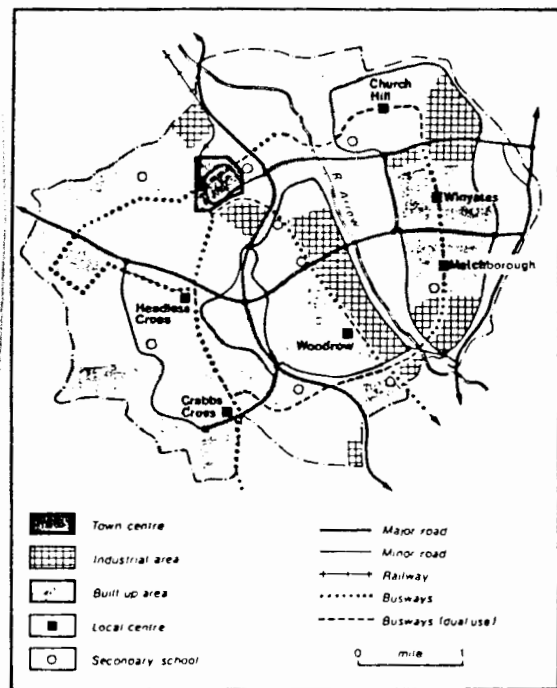 Church
Hill
R. Arrow
Winyates
Matchborough
Headless
Cross
Woodrow
Crabbs
Cross
Town centre
Industrial area
Built up area
Local centre
Secondary school
Major road
Minor road
Railway
Busways
Busways (dual use)
0 mile 1